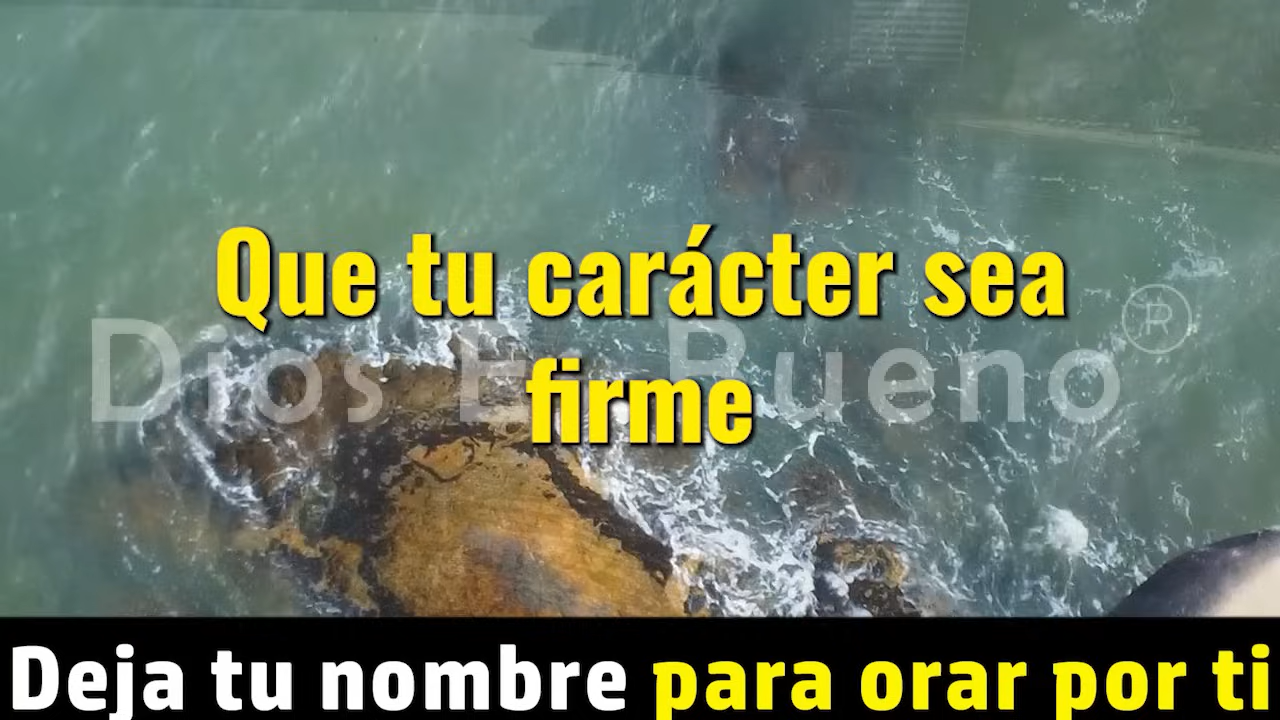 Que tu carácter sea
firme
Dios Es Bueno ®
Deja tu nombre para orar por ti